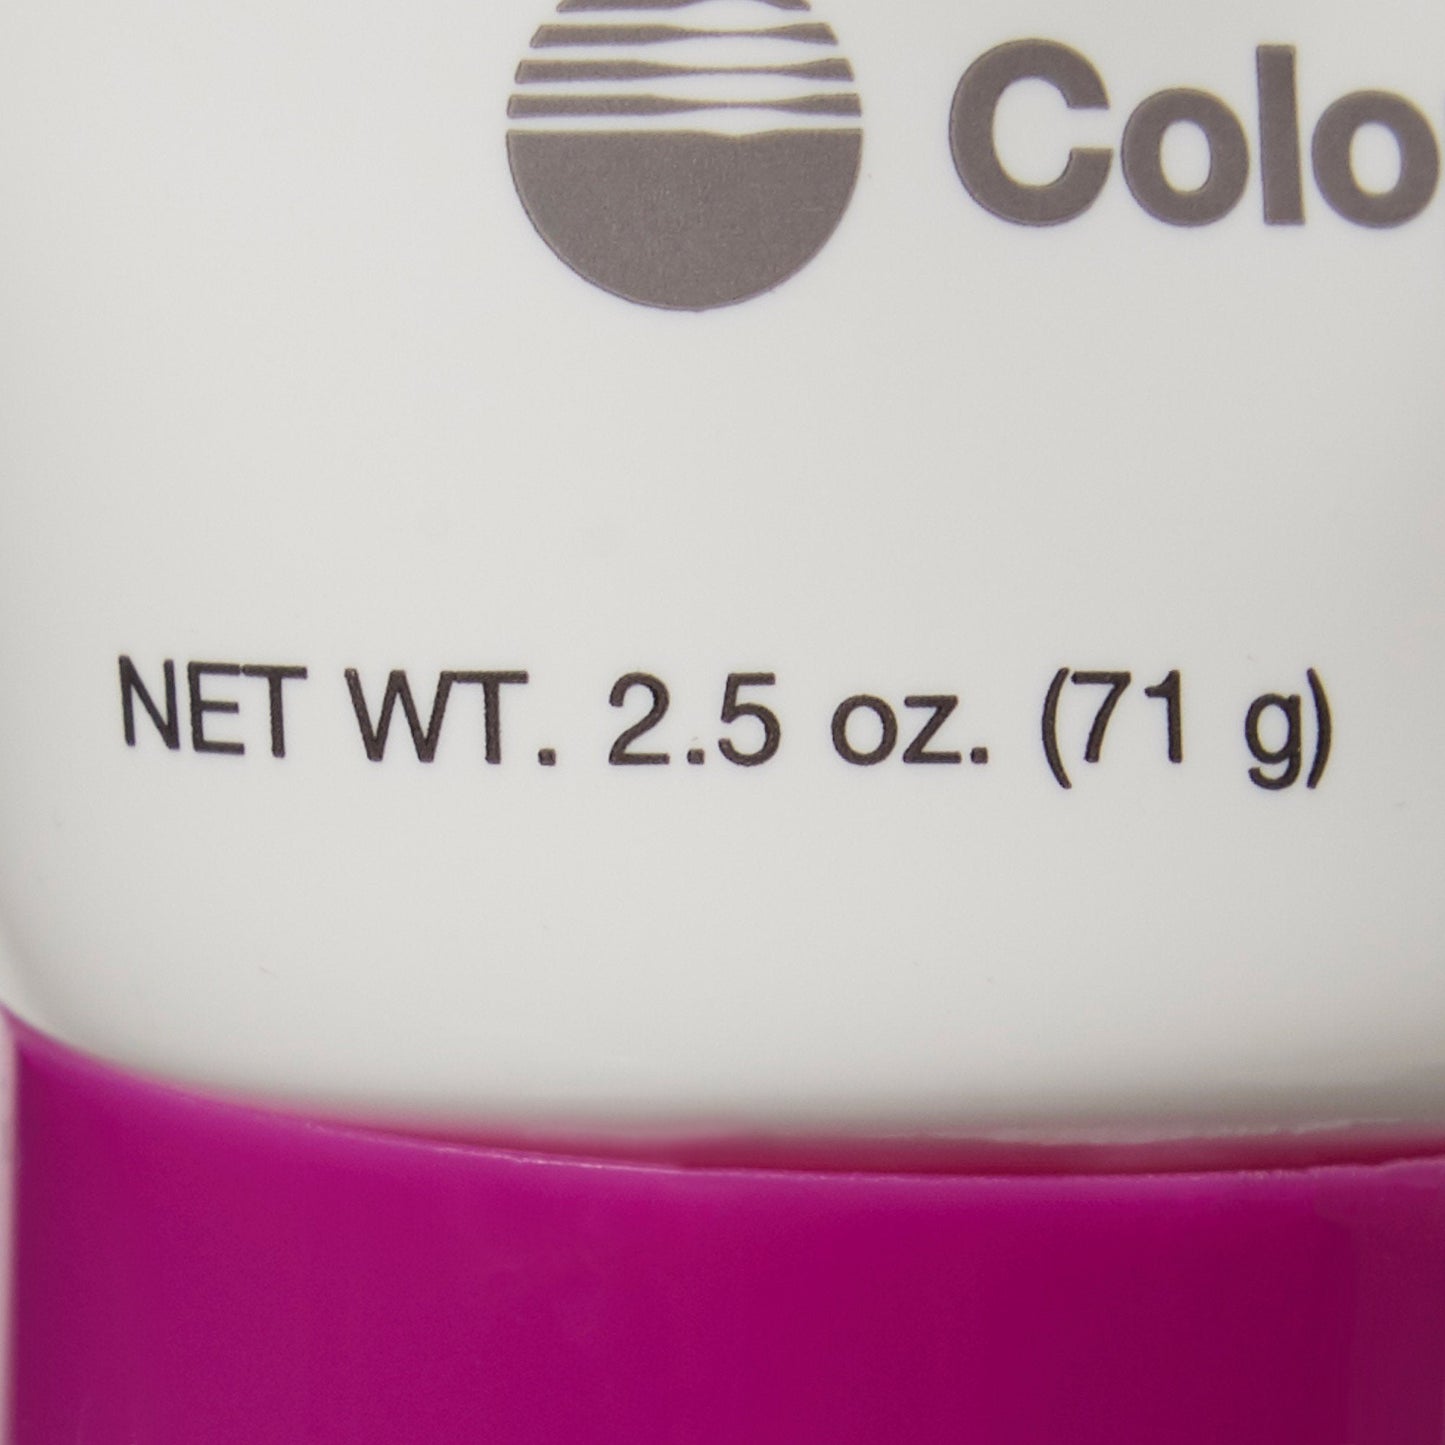 Colo
NET WT. 2.5 oz. (71 g)